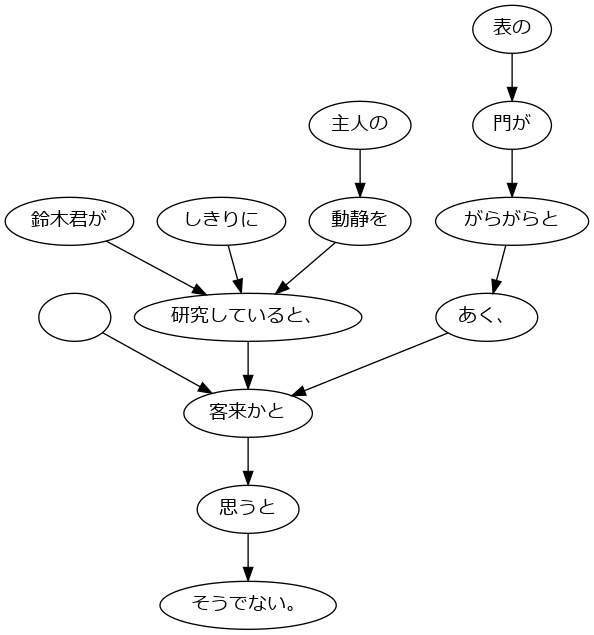 表の
主人の
門が
鈴木君が
しきりに
動静を
がらがらと
研究していると、
あく、
客来かと
思うと
そうでない。